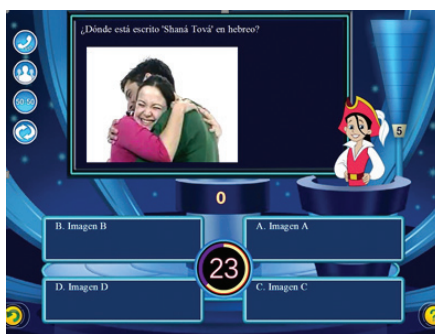 ¿Dónde está escrito 'Shaná Tová' en hebreo?
50:50
5
0
B. Imagen B
A. Imagen A
23
D. Imagen D
C. Imagen C
?